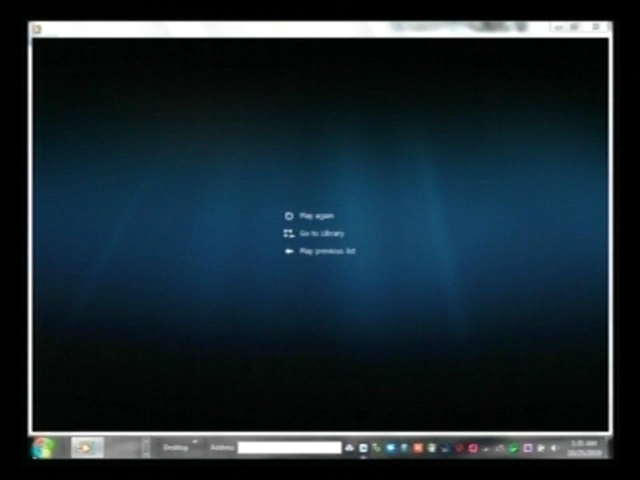 Play again
Go to Library
Play previous list
Desktop
Address